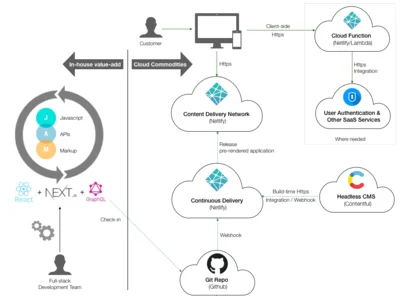 Customer
Client-side
Https
Cloud Function
(Netlify/Lambda)
In-house value-add
Cloud Commodities
Https
Https
Integration
Content Delivery Network
(Netlify)
User Authentication &
Other SaaS Services
Where needed
J
Javascript
A
APIs
M
Markup
Release
pre-rendered application
React
+
NEXT.JS
+
GraphQL
Continuous Delivery
(Netlify)
Build-time Https
Integration / Webhook
Headless CMS
(Contentful)
Check-in
Webhook
Full-stack
Development Team
Git Repo
(Github)